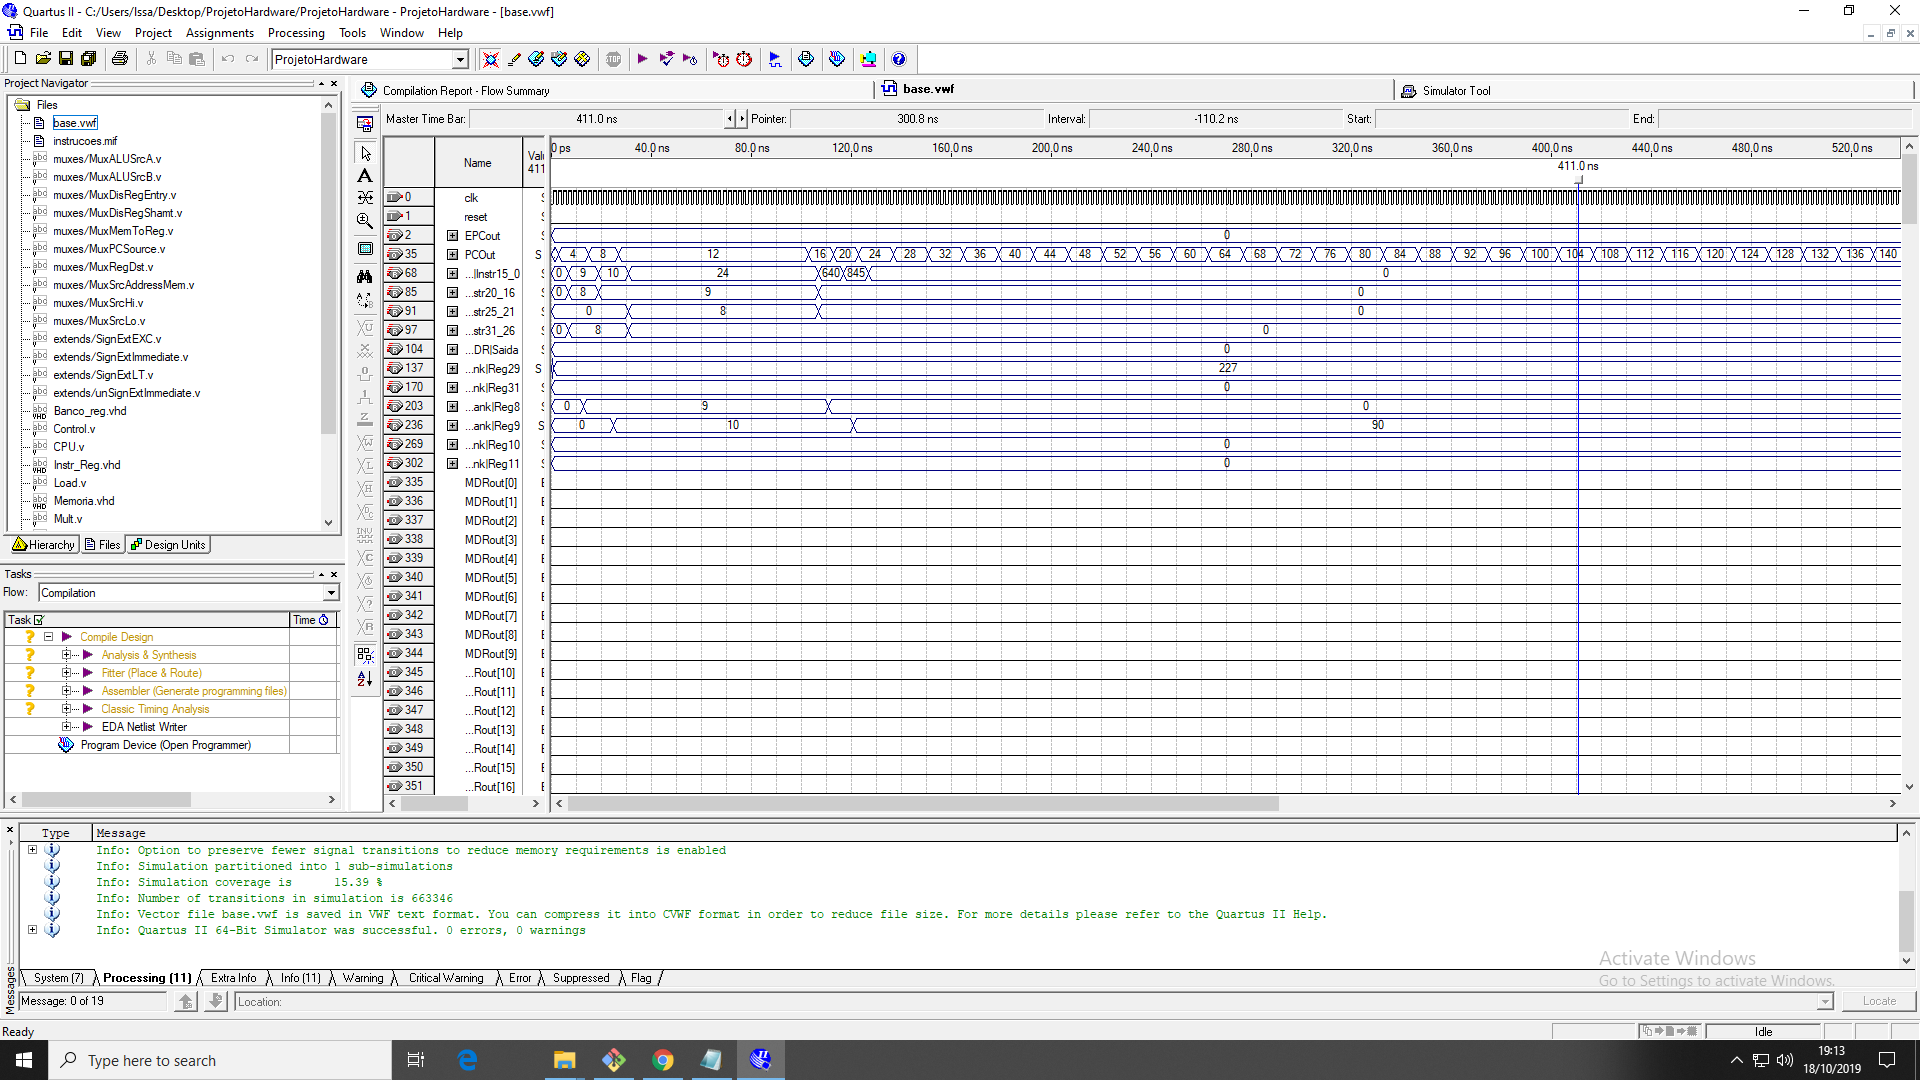 Quartus II - C:/Users/Issa/Desktop/ProjetoHardware/ProjetoHardware - ProjetoHardware - [base.vwf]
File Edit View Project Assignments Processing Tools Window Help
ProjetoHardware
Project Navigator
Files
base.vwf
instrucoes.mif
muxes/MuxALUSrcA.v
muxes/MuxALUSrcB.v
muxes/MuxDisRegEntry.v
muxes/MuxDisRegShamt.v
muxes/MuxMemToReg.v
muxes/MuxPCSource.v
muxes/MuxRegDst.v
muxes/MuxSrcAddressMem.v
muxes/MuxSrcHi.v
muxes/MuxSrcLo.v
extends/SignExtEXC.v
extends/SignExtImmediate.v
extends/SignExtLT.v
extends/unSignExtImmediate.v
Banco_reg.vhd
Control.v
CPU.v
Instr_Reg.vhd
Load.v
Memoria.vhd
Mult.v
Hierarchy Files Design Units
Tasks
Flow: Compilation
Task Time
Compile Design
Analysis & Synthesis
Fitter (Place & Route)
Assembler (Generate programming files)
Classic Timing Analysis
EDA Netlist Writer
Program Device (Open Programmer)
Compilation Report - Flow Summary base.vwf Simulator Tool
Master Time Bar: 411.0 ns Pointer: 300.8 ns Interval: -110.2 ns Start: End:
Name Valu 411 0 ps 40.0 ns 80.0 ns 120.0 ns 160.0 ns 200.0 ns 240.0 ns 280.0 ns 320.0 ns 360.0 ns 400.0 ns 440.0 ns 480.0 ns 520.0 ns
411.0 ns
0 clk
1 reset
2 EPCout 0
35 PCOut S 4 8 12 16 20 24 28 32 36 40 44 48 52 56 60 64 68 72 76 80 84 88 92 96 100 104 108 112 116 120 124 128 132 136 140
68 ...|Instr15_0 0 9 10 24 640 845 0
85 ...str20_16 0 8 9 0
91 ...str25_21 0 8 0
97 ...str31_26 0 8 0
104 ...DR|Saida 0
137 ...nk|Reg29 S 227
170 ...nk|Reg31 0
203 ...ank|Reg8 0 9 0
236 ...ank|Reg9 S 0 10 90
269 ...nk|Reg10 0
302 ...nk|Reg11 0
335 MDRout[0]
336 MDRout[1]
337 MDRout[2]
338 MDRout[3]
339 MDRout[4]
340 MDRout[5]
341 MDRout[6]
342 MDRout[7]
343 MDRout[8]
344 MDRout[9]
345 ...Rout[10]
346 ...Rout[11]
347 ...Rout[12]
348 ...Rout[13]
349 ...Rout[14]
350 ...Rout[15]
351 ...Rout[16]
Type Message
Info: Option to preserve fewer signal transitions to reduce memory requirements is enabled
Info: Simulation partitioned into 1 sub-simulations
Info: Simulation coverage is 15.39 %
Info: Number of transitions in simulation is 663346
Info: Vector file base.vwf is saved in VWF text format. You can compress it into CVWF format in order to reduce file size. For more details please refer to the Quartus II Help.
Info: Quartus II 64-Bit Simulator was successful. 0 errors, 0 warnings
Activate Windows
Go to Settings to activate Windows.
System (7) Processing (11) Extra Info Info (11) Warning Critical Warning Error Suppressed Flag
Messages
Message: 0 of 19 Location: Locate
Ready Idle
Type here to search
19:13
18/10/2019